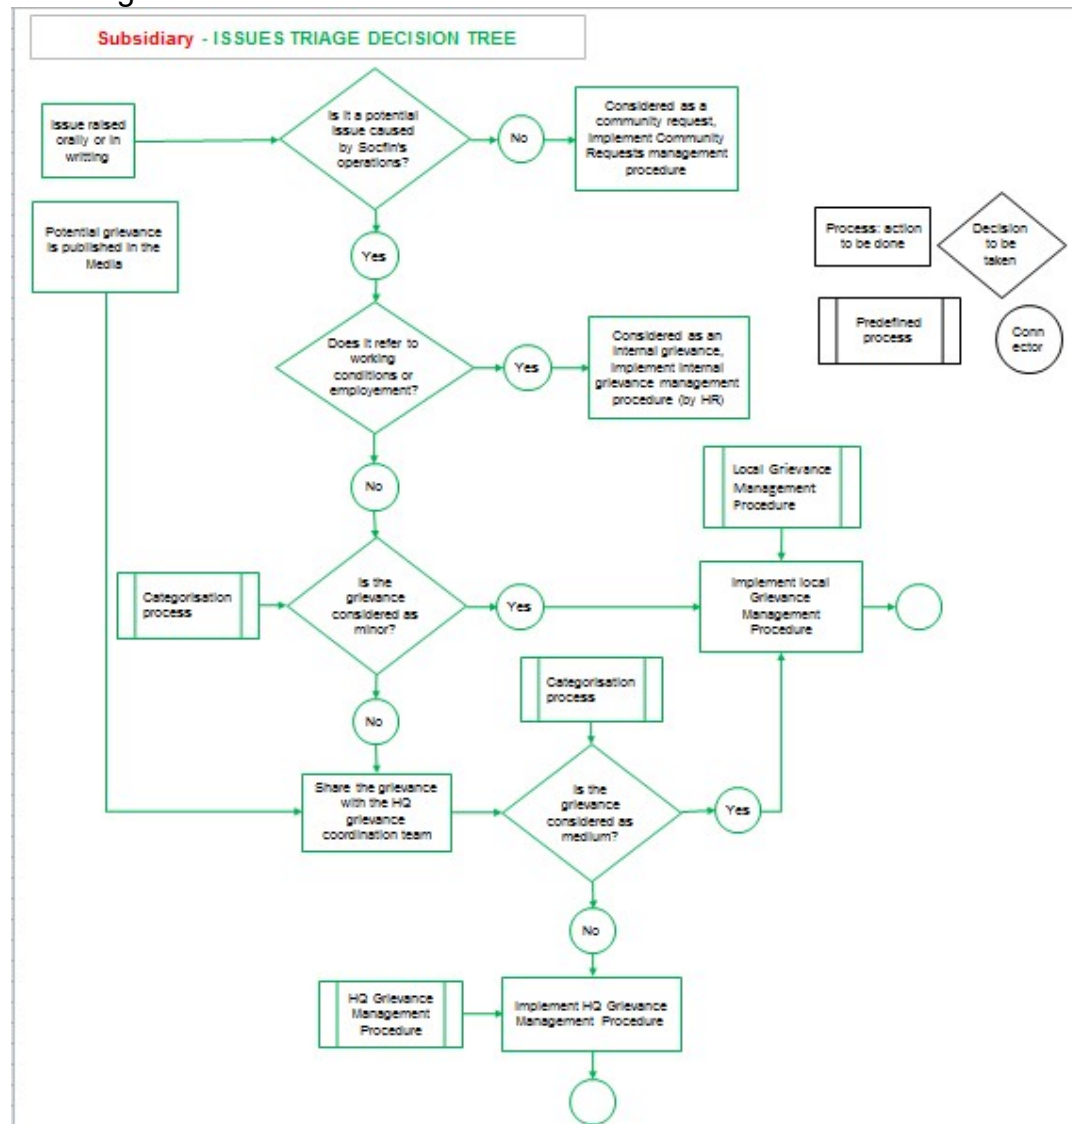 Subsidiary - ISSUES TRIAGE DECISION TREE
Issue raised
orally or in
writting
Is it a potential
issue caused
by Socfin's
operations?
No
Considered as a
community request,
Implement Community
Requests management
procedure
Potential grievance
is published in the
Media
Process: action
to be done
Decision
to be
taken
Yes
Predefined
process
Conn
ector
Does it refer to
working
conditions or
employement?
Yes
Considered as an
internal grievance,
Implement internal
grievance management
procedure (by HR)
No
Local Grievance
Management
Procedure
Categorisation
process
Is the
grievance
considered as
minor?
Yes
Implement local
Grievance
Management
Procedure
Categorisation
process
No
Share the grievance
with the HQ
grievance
coordination team
Is the
grievance
considered as
medium?
Yes
No
HQ Grievance
Management
Procedure
Implement HQ Grievance
Management Procedure